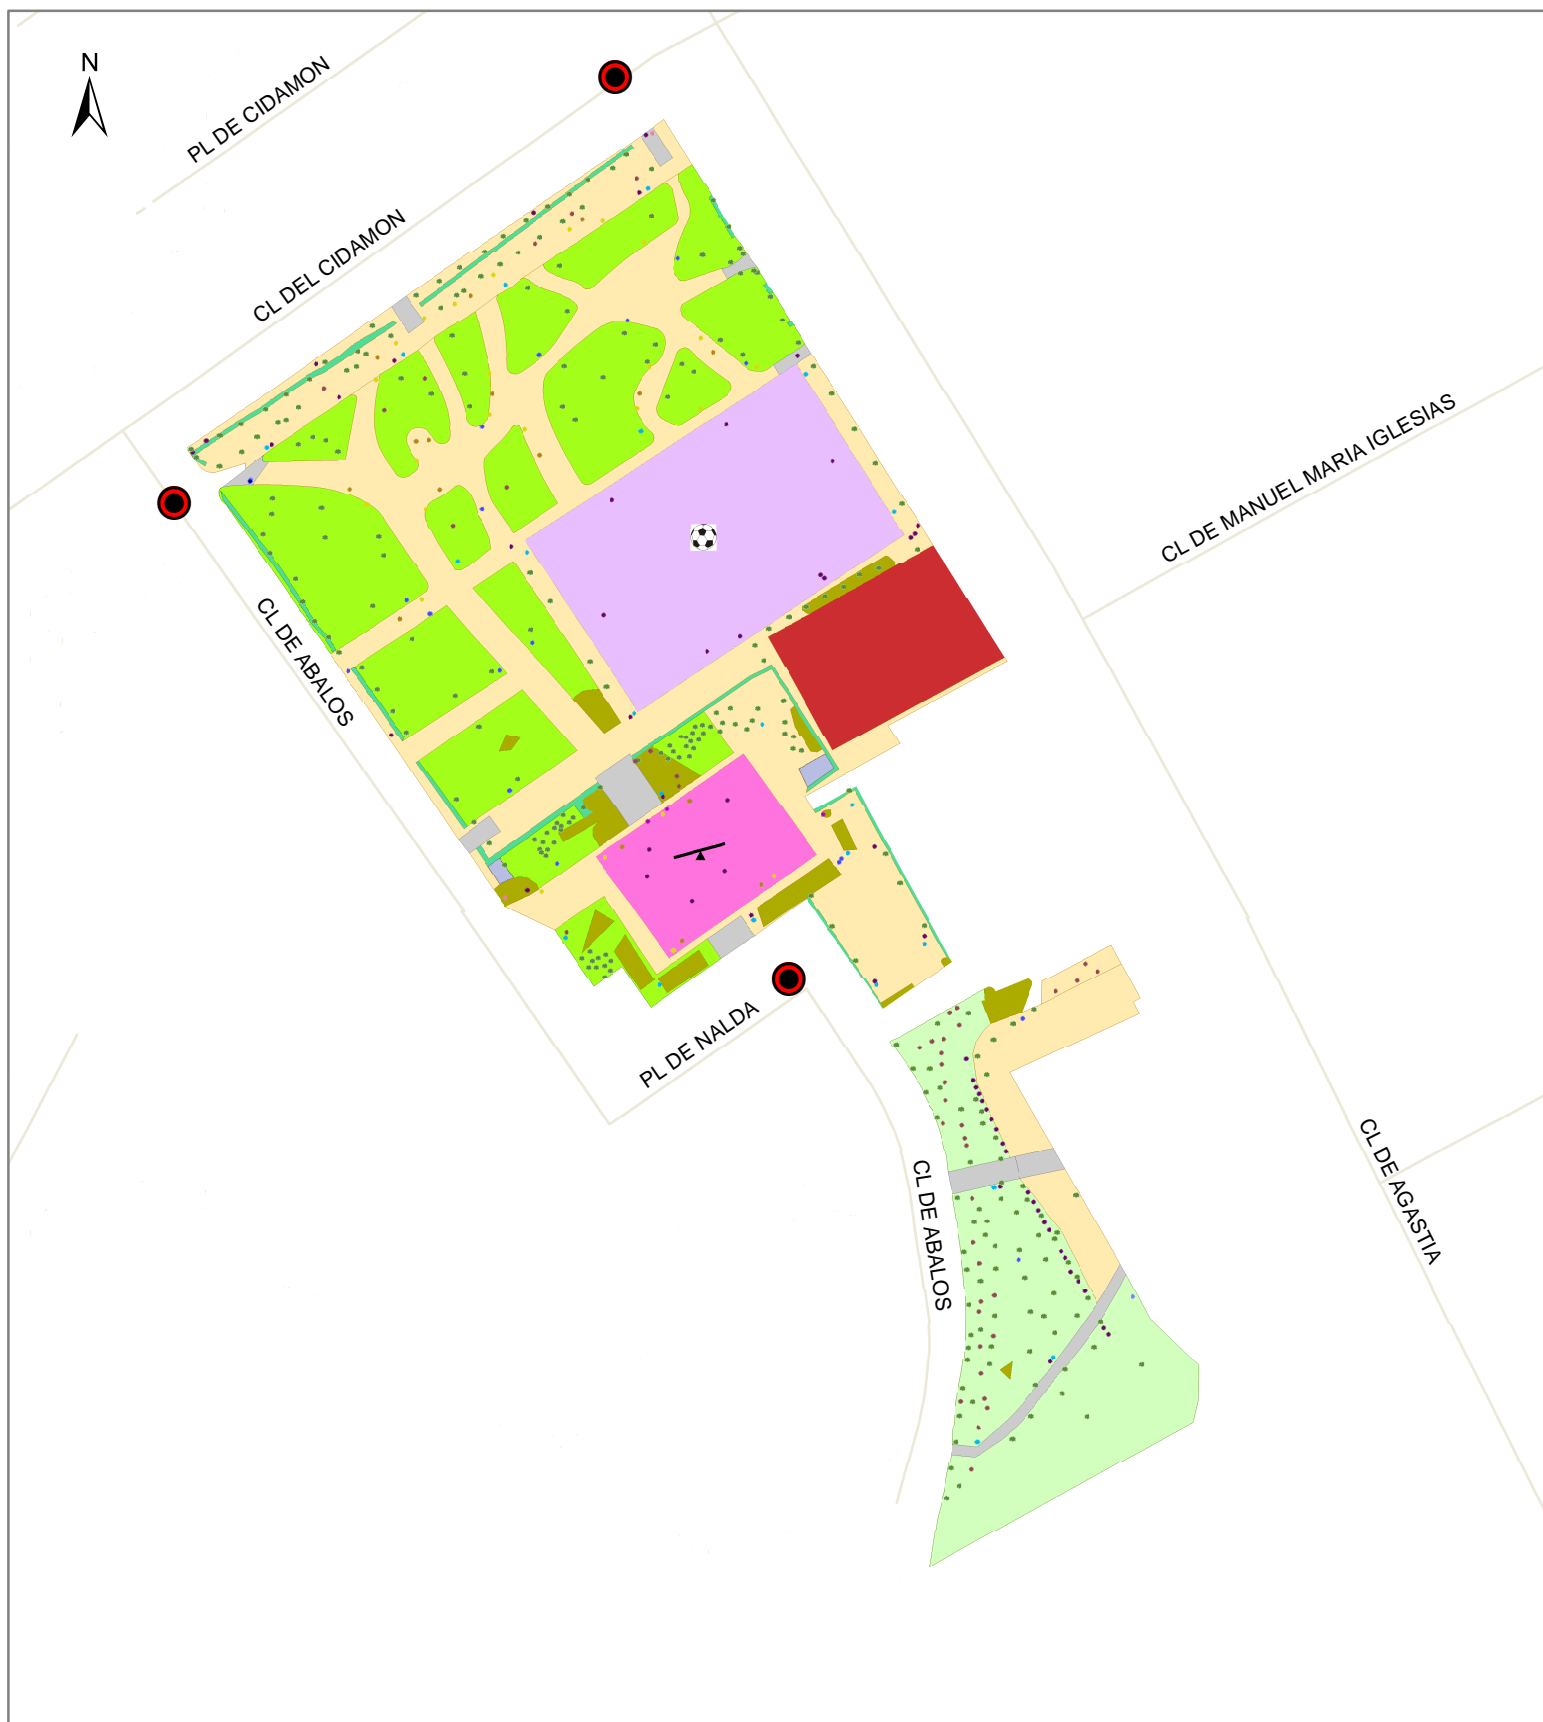 N
PL DE CIDAMON
CL DEL CIDAMON
CL DE MANUEL MARIA IGLESIAS
CL DE ABALOS
PL DE NALDA
CL DE ABALOS
CL DE AGASTIA